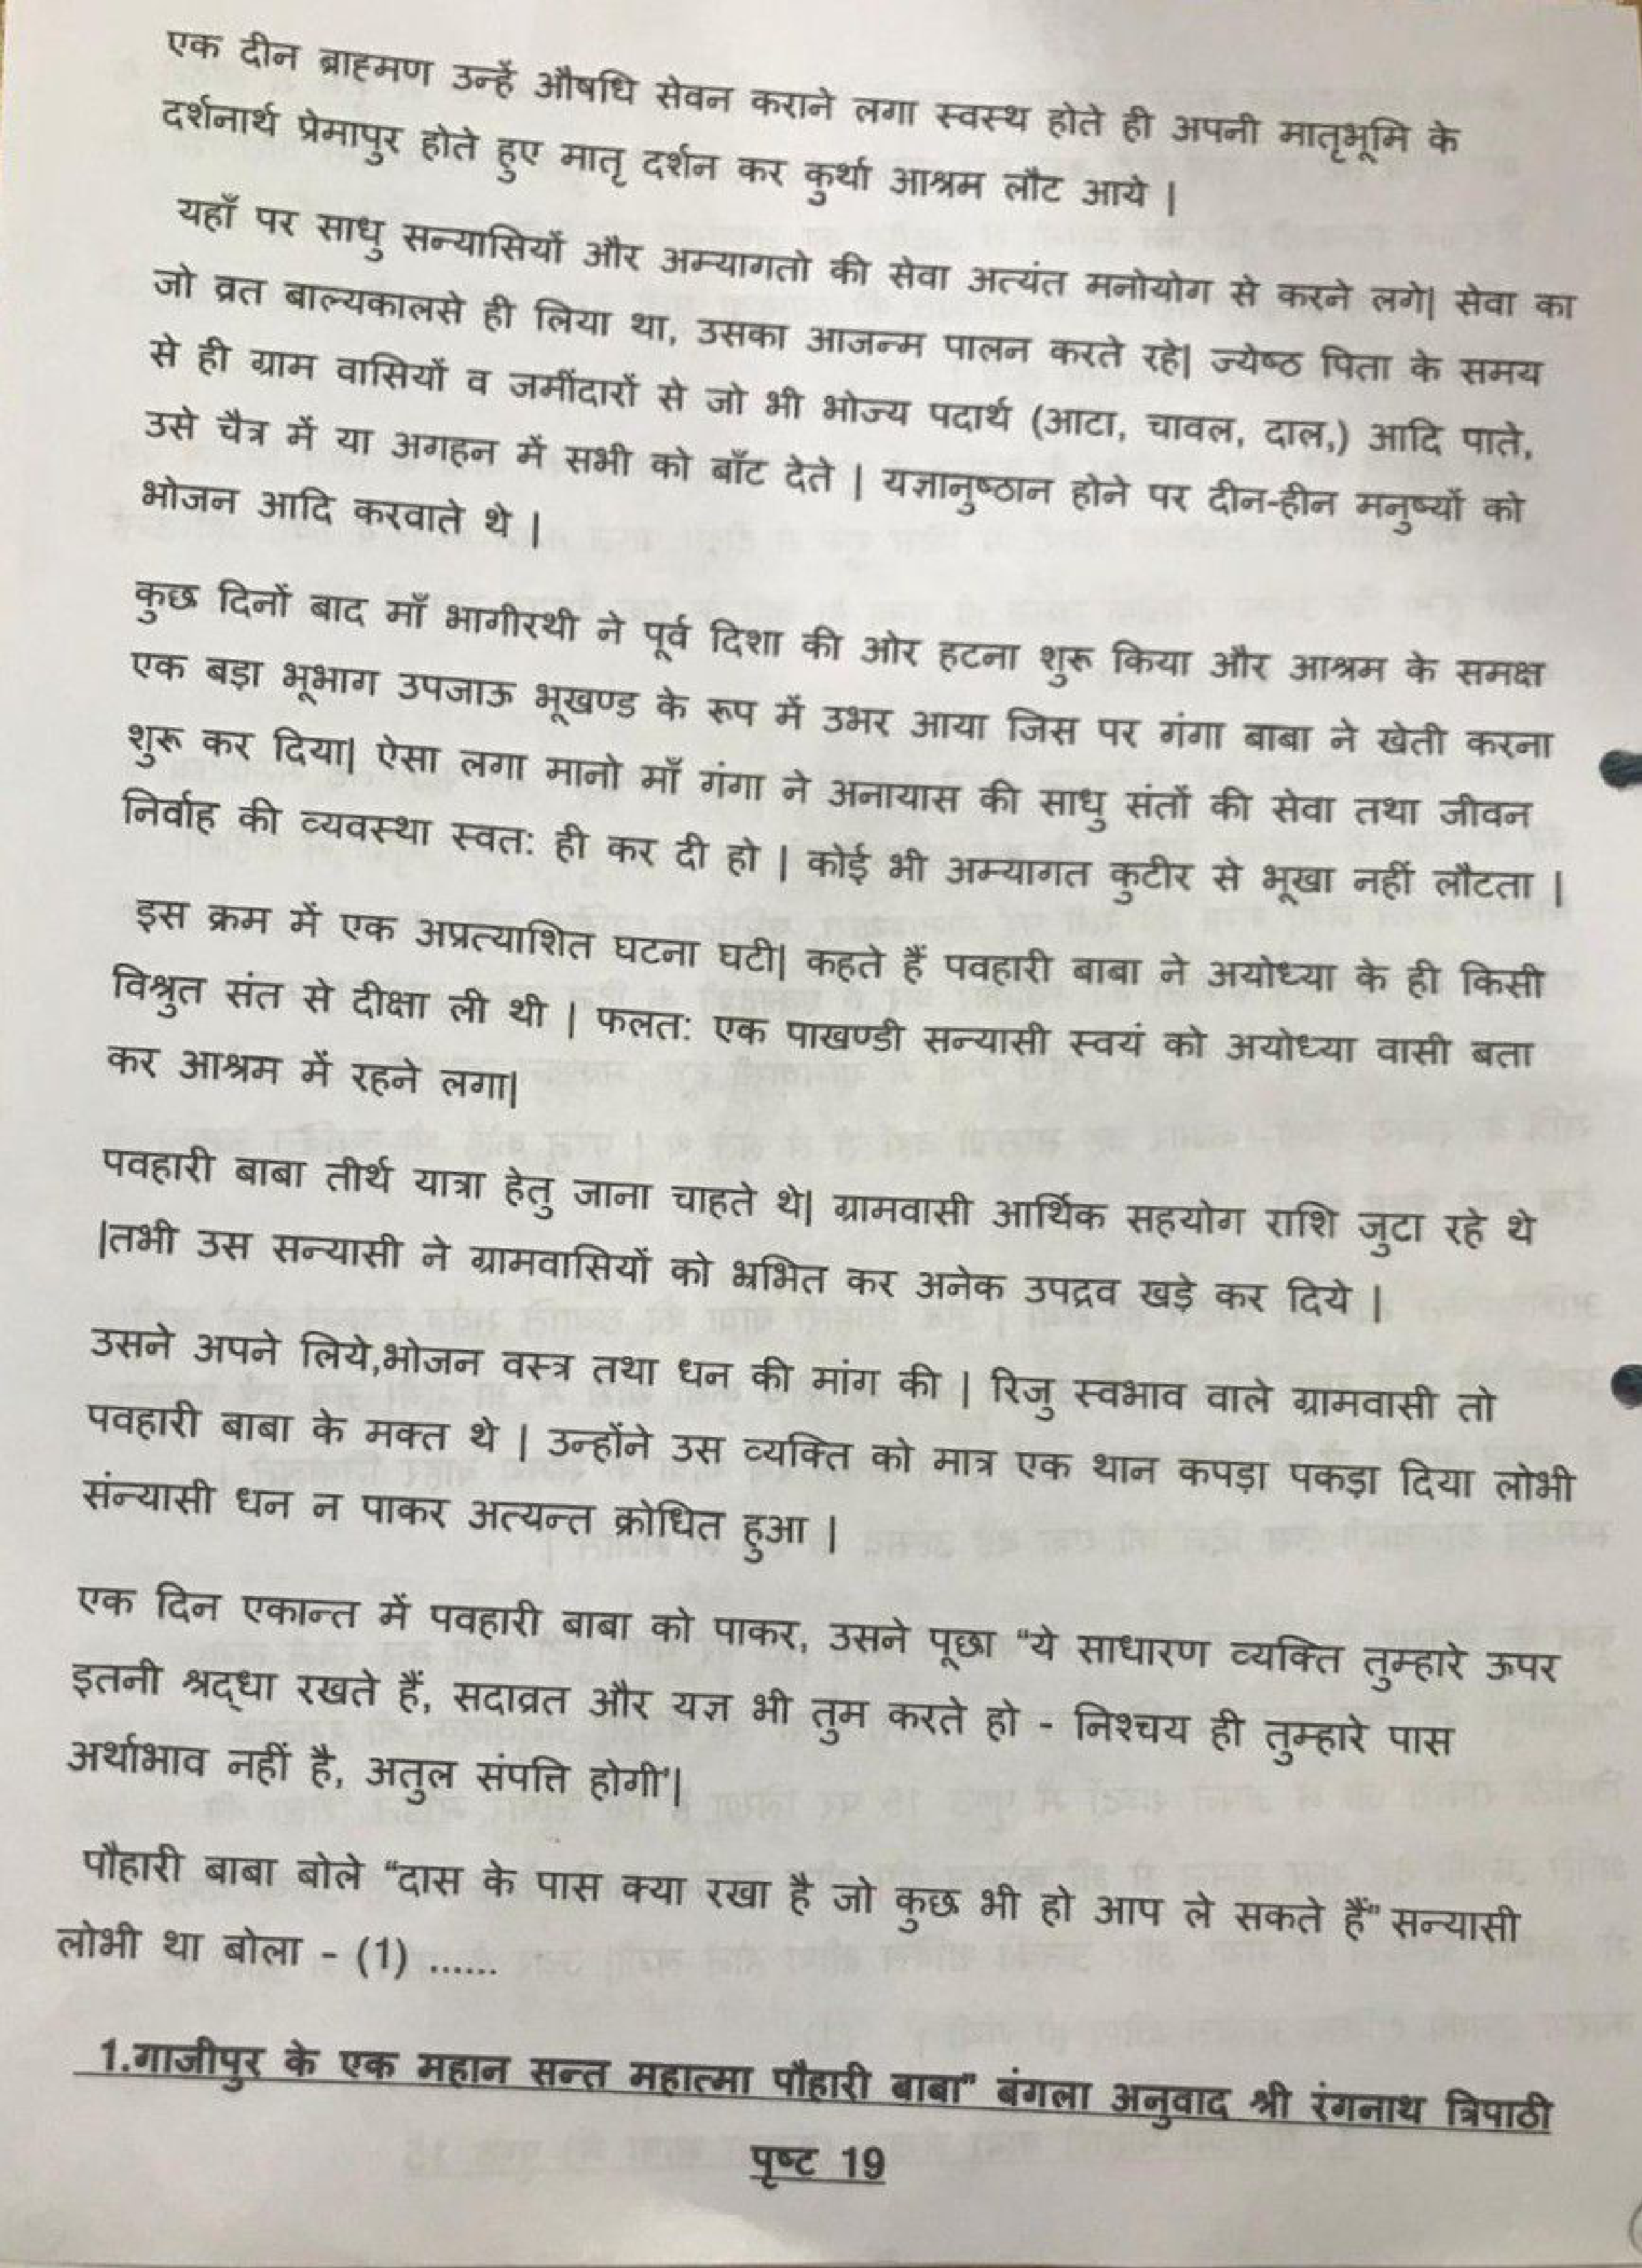 एक दीन ब्राह्मण उन्हें औषधि सेवन कराने लगा स्वस्थ होते ही अपनी मातृभूमि के
दर्शनार्थ प्रेमापुर होते हुए मातृ दर्शन कर कुर्था आश्रम लौट आये |
यहाँ पर साधु सन्यासियों और अम्यागतो की सेवा अत्यंत मनोयोग से करने लगे| सेवा का
जो व्रत बाल्यकालसे ही लिया था, उसका आजन्म पालन करते रहे| ज्येष्ठ पिता के समय
से ही ग्राम वासियों व जमींदारों से जो भी भोज्य पदार्थ (आटा, चावल, दाल,) आदि पाते,
उसे चैत्र में या अगहन में सभी को बाँट देते | यज्ञानुष्ठान होने पर दीन-हीन मनुष्यों को
भोजन आदि करवाते थे |
कुछ दिनों बाद माँ भागीरथी ने पूर्व दिशा की ओर हटना शुरू किया और आश्रम के समक्ष
एक बड़ा भूभाग उपजाऊ भूखण्ड के रूप में उभर आया जिस पर गंगा बाबा ने खेती करना
शुरू कर दिया| ऐसा लगा मानो माँ गंगा ने अनायास की साधु संतों की सेवा तथा जीवन
निर्वाह की व्यवस्था स्वत: ही कर दी हो | कोई भी अम्यागत कुटीर से भूखा नहीं लौटता |
इस क्रम में एक अप्रत्याशित घटना घटी| कहते हैं पवहारी बाबा ने अयोध्या के ही किसी
विश्रुत संत से दीक्षा ली थी | फलत: एक पाखण्डी सन्यासी स्वयं को अयोध्या वासी बता
कर आश्रम में रहने लगा|
पवहारी बाबा तीर्थ यात्रा हेतु जाना चाहते थे| ग्रामवासी आर्थिक सहयोग राशि जुटा रहे थे
|तभी उस सन्यासी ने ग्रामवासियों को भ्रभित कर अनेक उपद्रव खड़े कर दिये |
उसने अपने लिये,भोजन वस्त्र तथा धन की मांग की | रिजु स्वभाव वाले ग्रामवासी तो
पवहारी बाबा के मक्त थे | उन्होंने उस व्यक्ति को मात्र एक थान कपड़ा पकड़ा दिया लोभी
संन्यासी धन न पाकर अत्यन्त क्रोधित हुआ |
एक दिन एकान्त में पवहारी बाबा को पाकर, उसने पूछा “ये साधारण व्यक्ति तुम्हारे ऊपर
इतनी श्रद्धा रखते हैं, सदाव्रत और यज्ञ भी तुम करते हो - निश्चय ही तुम्हारे पास
अर्थाभाव नहीं है, अतुल संपत्ति होगी'|
पौहारी बाबा बोले “दास के पास क्या रखा है जो कुछ भी हो आप ले सकते हैं” सन्यासी
लोभी था बोला - (1) ......
1.गाजीपुर के एक महान सन्त महात्मा पौहारी बाबा” बंगला अनुवाद श्री रंगनाथ त्रिपाठी
पृष्ट 19